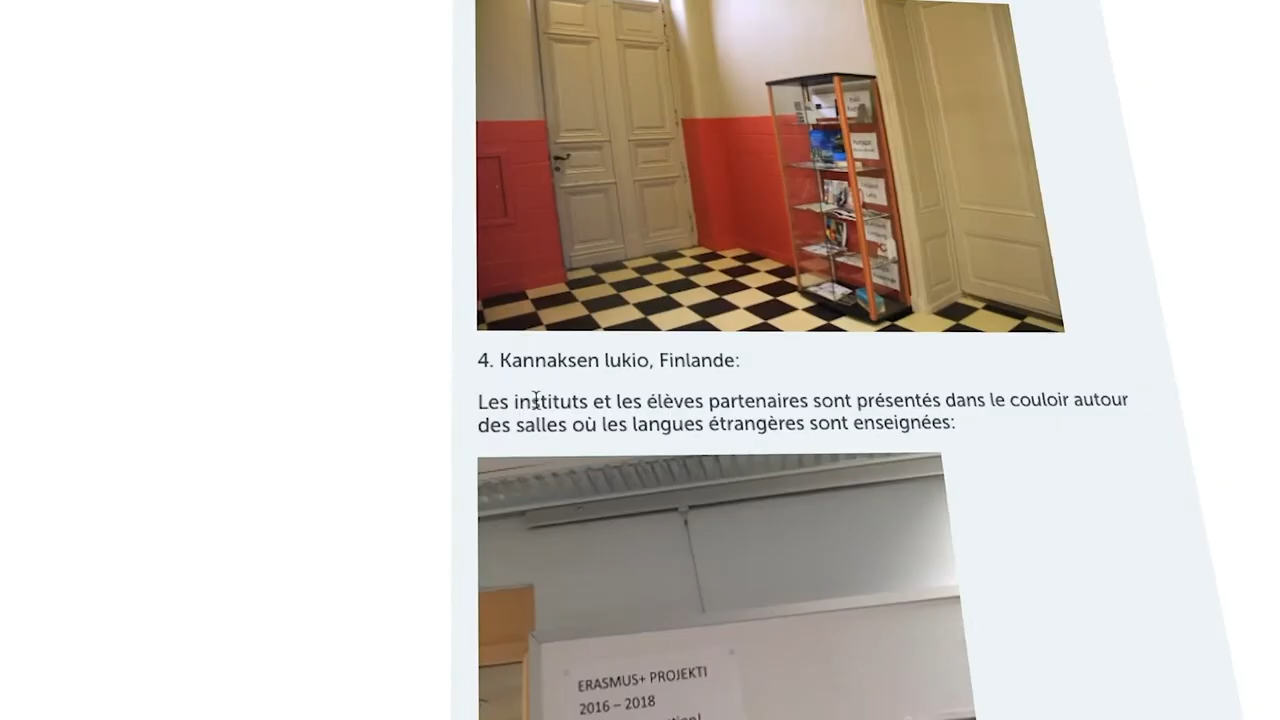 4. Kannaksen lukio, Finlande:
Les instituts et les élèves partenaires sont présentés dans le couloir autour
des salles où les langues étrangères sont enseignées:
ERASMUS+ PROJEKTI
2016 – 2018